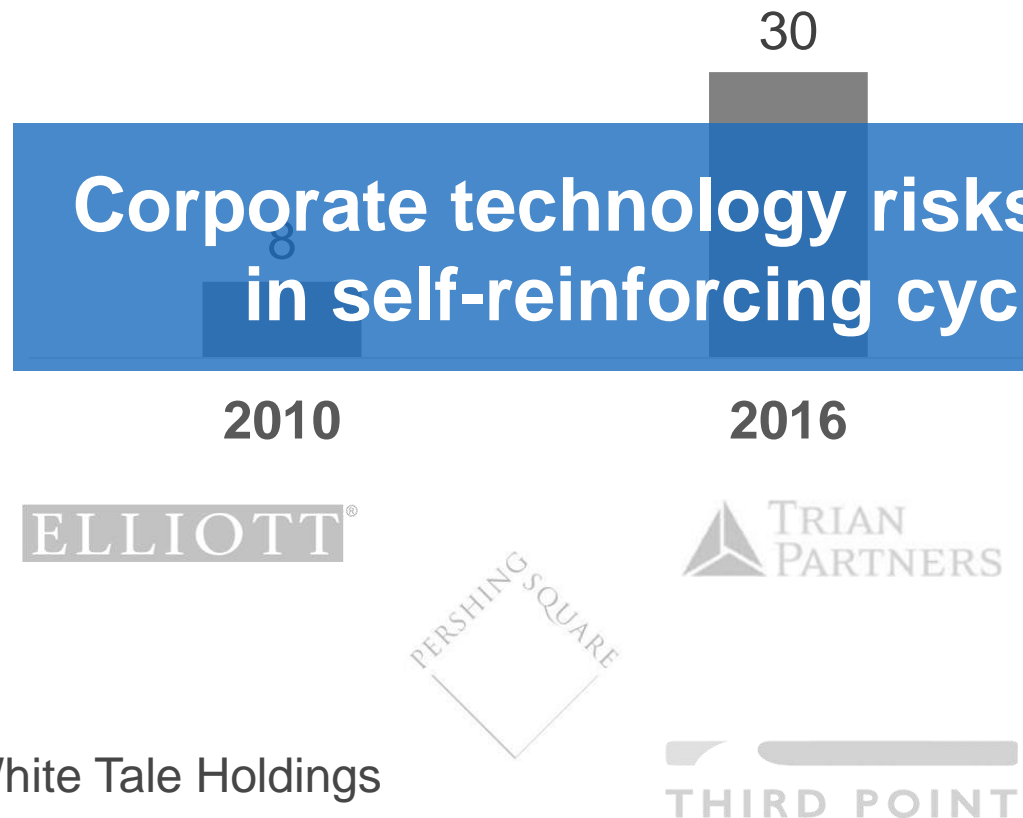 30
Corporate technology risks
8
in self-reinforcing cyc
2010
2016
ELLIOTT®
TRIAN
PARTNERS
PERSHING SQUARE
White Tale Holdings
THIRD POINT